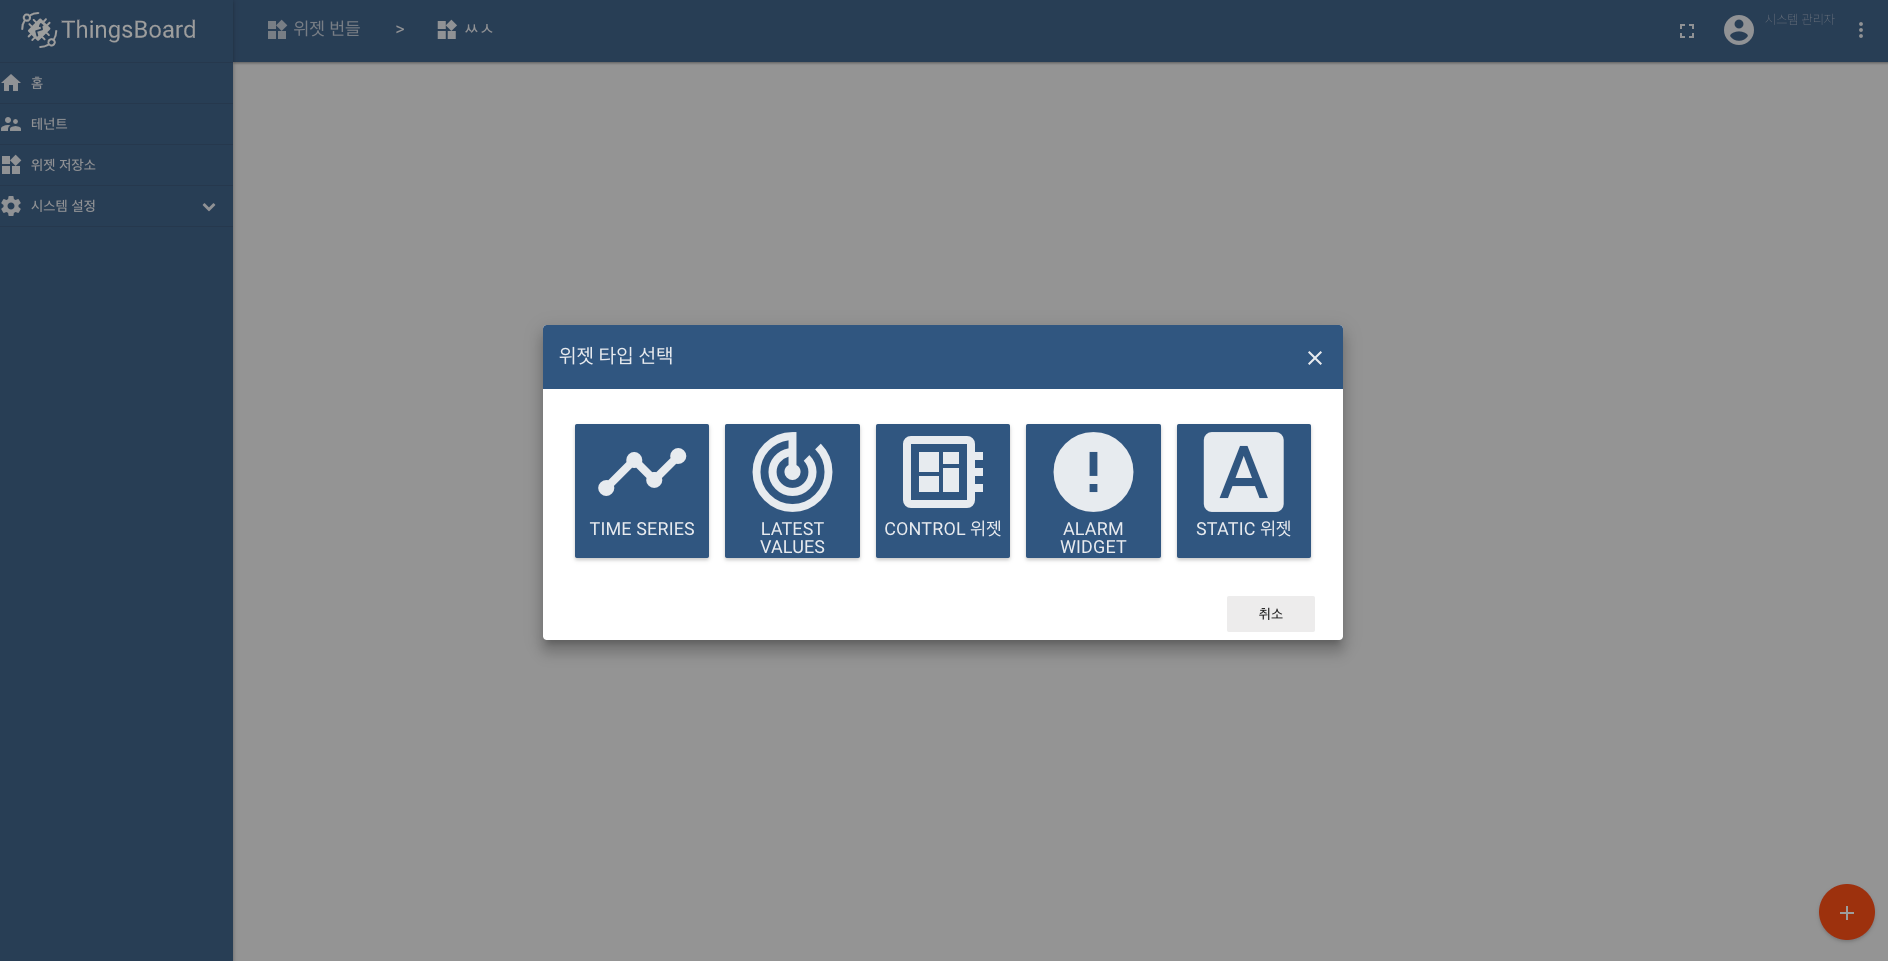 ThingsBoard
위젯 번들 > ㅆㅅ
시스템 관리자
홈
테넌트
위젯 저장소
시스템 설정
위젯 타입 선택
TIME SERIES
LATEST
VALUES
CONTROL 위젯
ALARM
WIDGET
STATIC 위젯
취소